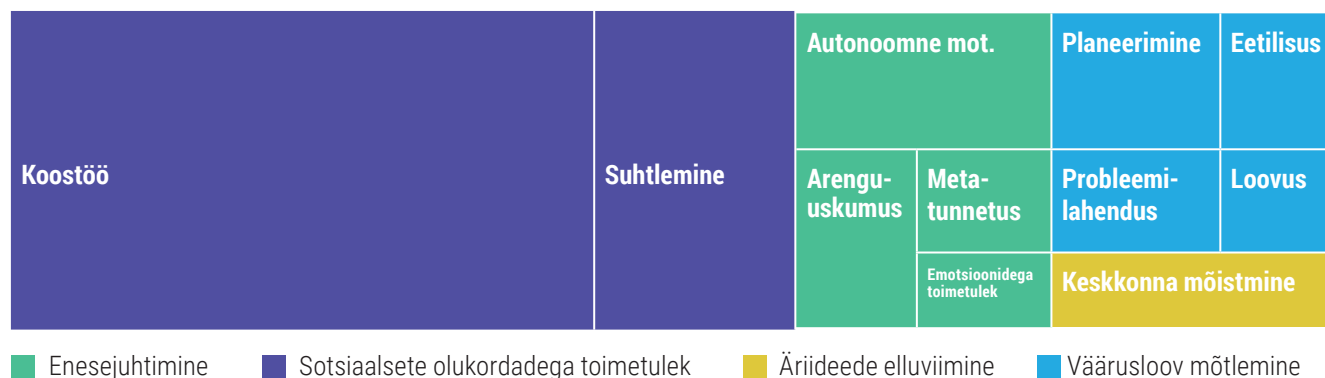 Koostöö
Suhtlemine
Autonoomne mot.
Planeerimine
Eetilisus
Arengu-
uskumus
Meta-
tunnetus
Probleemi-
lahendus
Loovus
Emotsioonidega
toimetulek
Keskkonna mõistmine
Enesejuhtimine
Sotsiaalsete olukordadega toimetulek
Äriideede elluviimine
Väärusloov mõtlemine